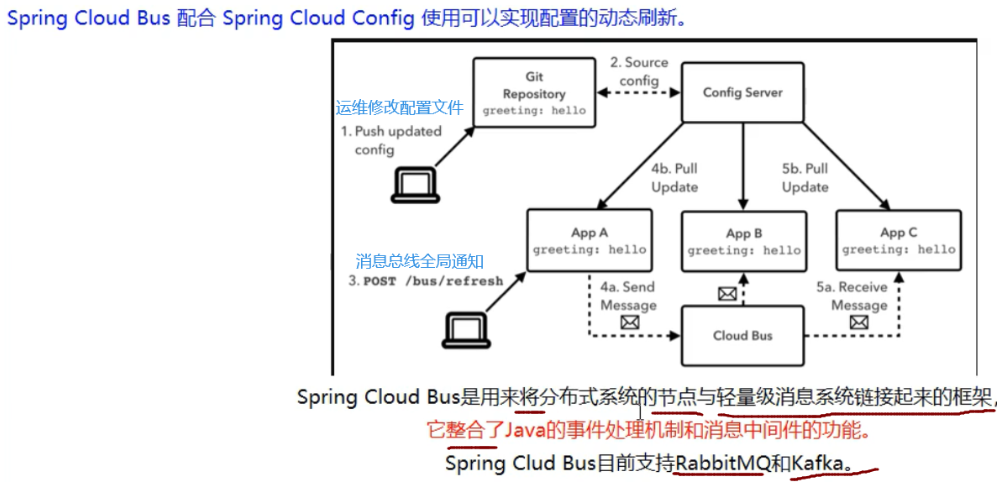 Spring Cloud Bus 配合 Spring Cloud Config 使用可以实现配置的动态刷新。
Git
Repository
greeting: hello
2. Source
config
Config Server
运维修改配置文件
1. Push updated
config
4b. Pull
Update
5b. Pull
Update
App A
greeting: hello
App B
greeting: hello
App C
greeting: hello
消息总线全局通知
3. POST /bus/refresh
4a. Send
Message
5a. Receive
Message
Cloud Bus
Spring Cloud Bus是用来将分布式系统的节点与轻量级消息系统链接起来的框架,
它整合了Java的事件处理机制和消息中间件的功能。
Spring Clud Bus目前支持RabbitMQ和Kafka。